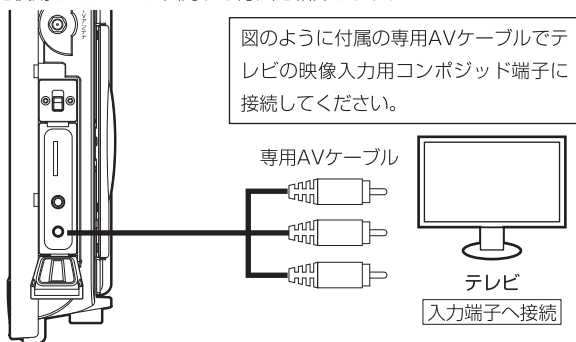 図のように付属の専用AVケーブルでテ
レビの映像入力用コンポジッド端子に
接続してください。
専用AVケーブル
テレビ
入力端子へ接続